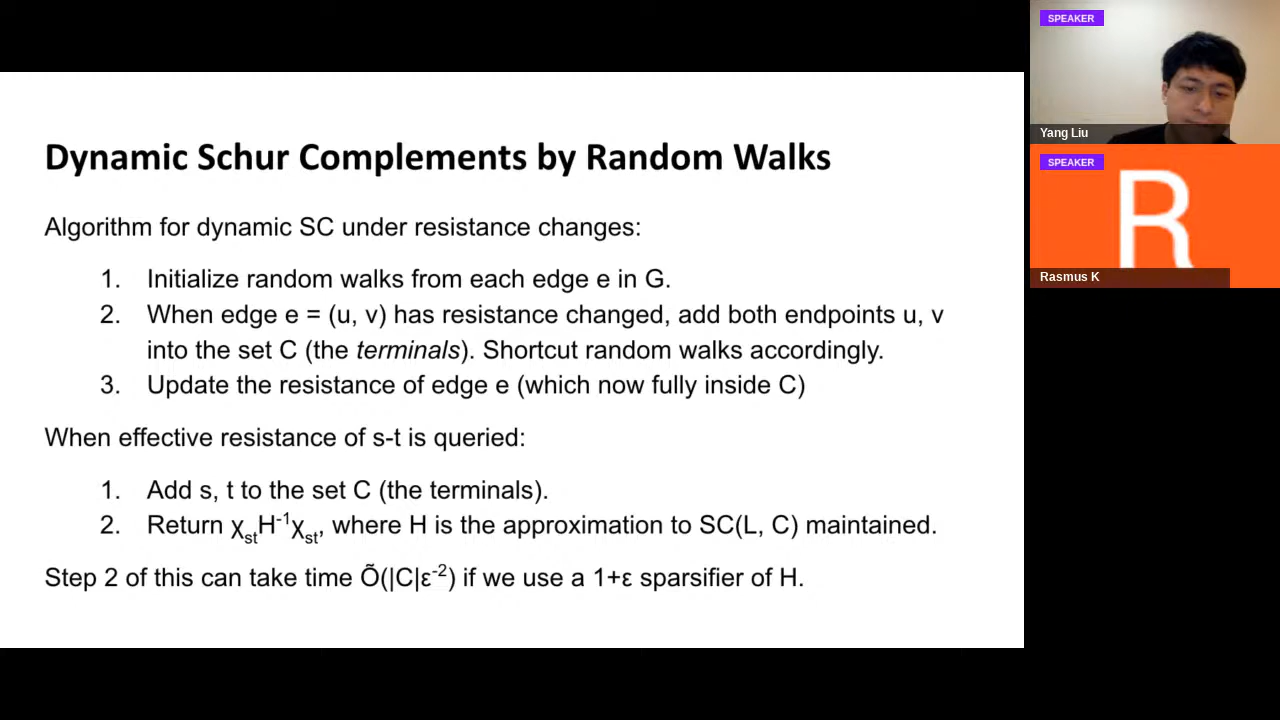 Dynamic Schur Complements by Random Walks
Algorithm for dynamic SC under resistance changes:
1. Initialize random walks from each edge e in G.
2. When edge e = (u, v) has resistance changed, add both endpoints u, v
into the set C (the terminals). Shortcut random walks accordingly.
3. Update the resistance of edge e (which now fully inside C)
When effective resistance of s-t is queried:
1. Add s, t to the set C (the terminals).
2. Return χstH-1χst, where H is the approximation to SC(L, C) maintained.
Step 2 of this can take time Õ(|C|ε-2) if we use a 1+ε sparsifier of H.
SPEAKER
Yang Liu
SPEAKER
R
Rasmus K